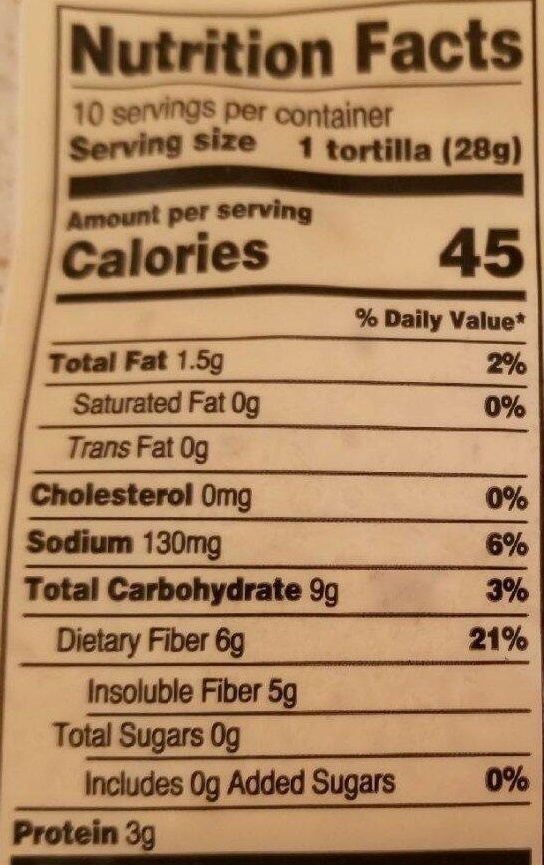 Nutrition Facts
10 servings per container
Serving size 1 tortilla (28g)
Amount per serving
Calories 45
% Daily Value*
Total Fat 1.5g 2%
Saturated Fat 0g 0%
Trans Fat 0g
Cholesterol 0mg 0%
Sodium 130mg 6%
Total Carbohydrate 9g 3%
Dietary Fiber 6g 21%
Insoluble Fiber 5g
Total Sugars 0g
Includes 0g Added Sugars 0%
Protein 3g